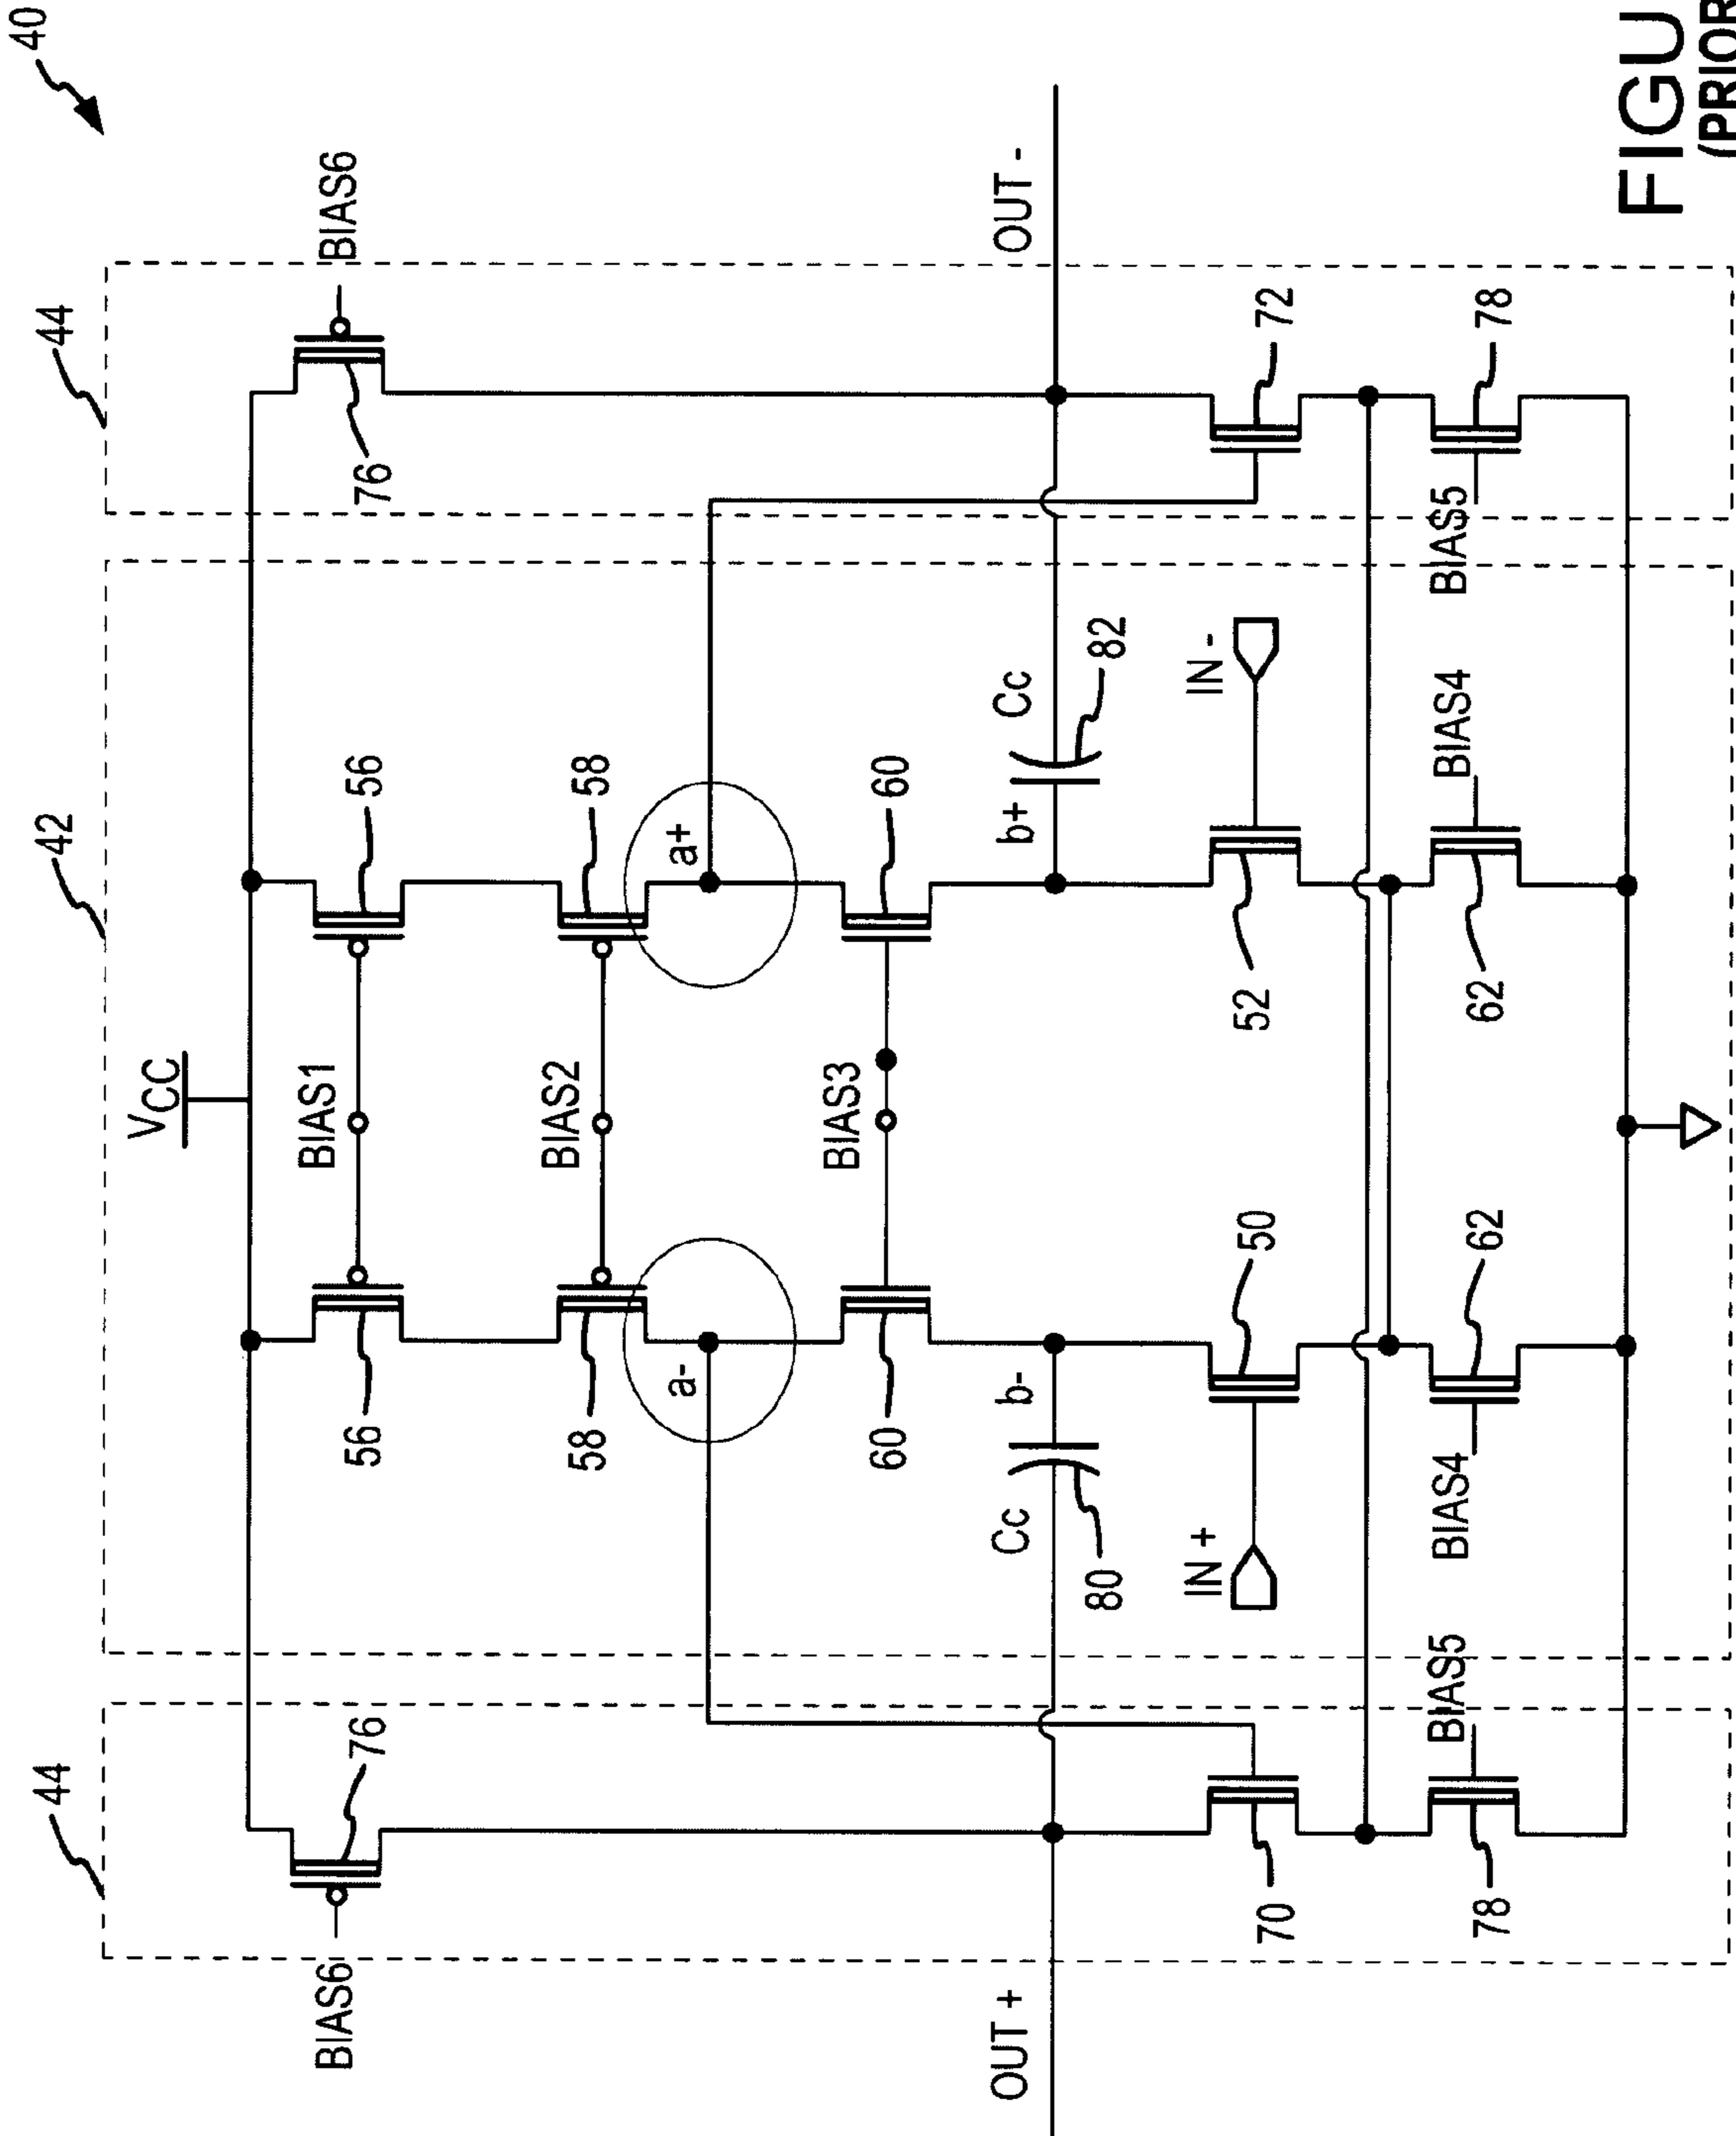 40
44
42
44
VCC
BIAS6
76
56
BIAS1
56
76
BIAS6
58
BIAS2
58
a-
a+
60
BIAS3
60
OUT +
Cc
b-
b+
Cc
OUT -
80
82
IN +
50
52
IN -
70
72
BIAS5
BIAS4
62
62
BIAS4
BIAS5
78
78
FIGU
(PRIOR